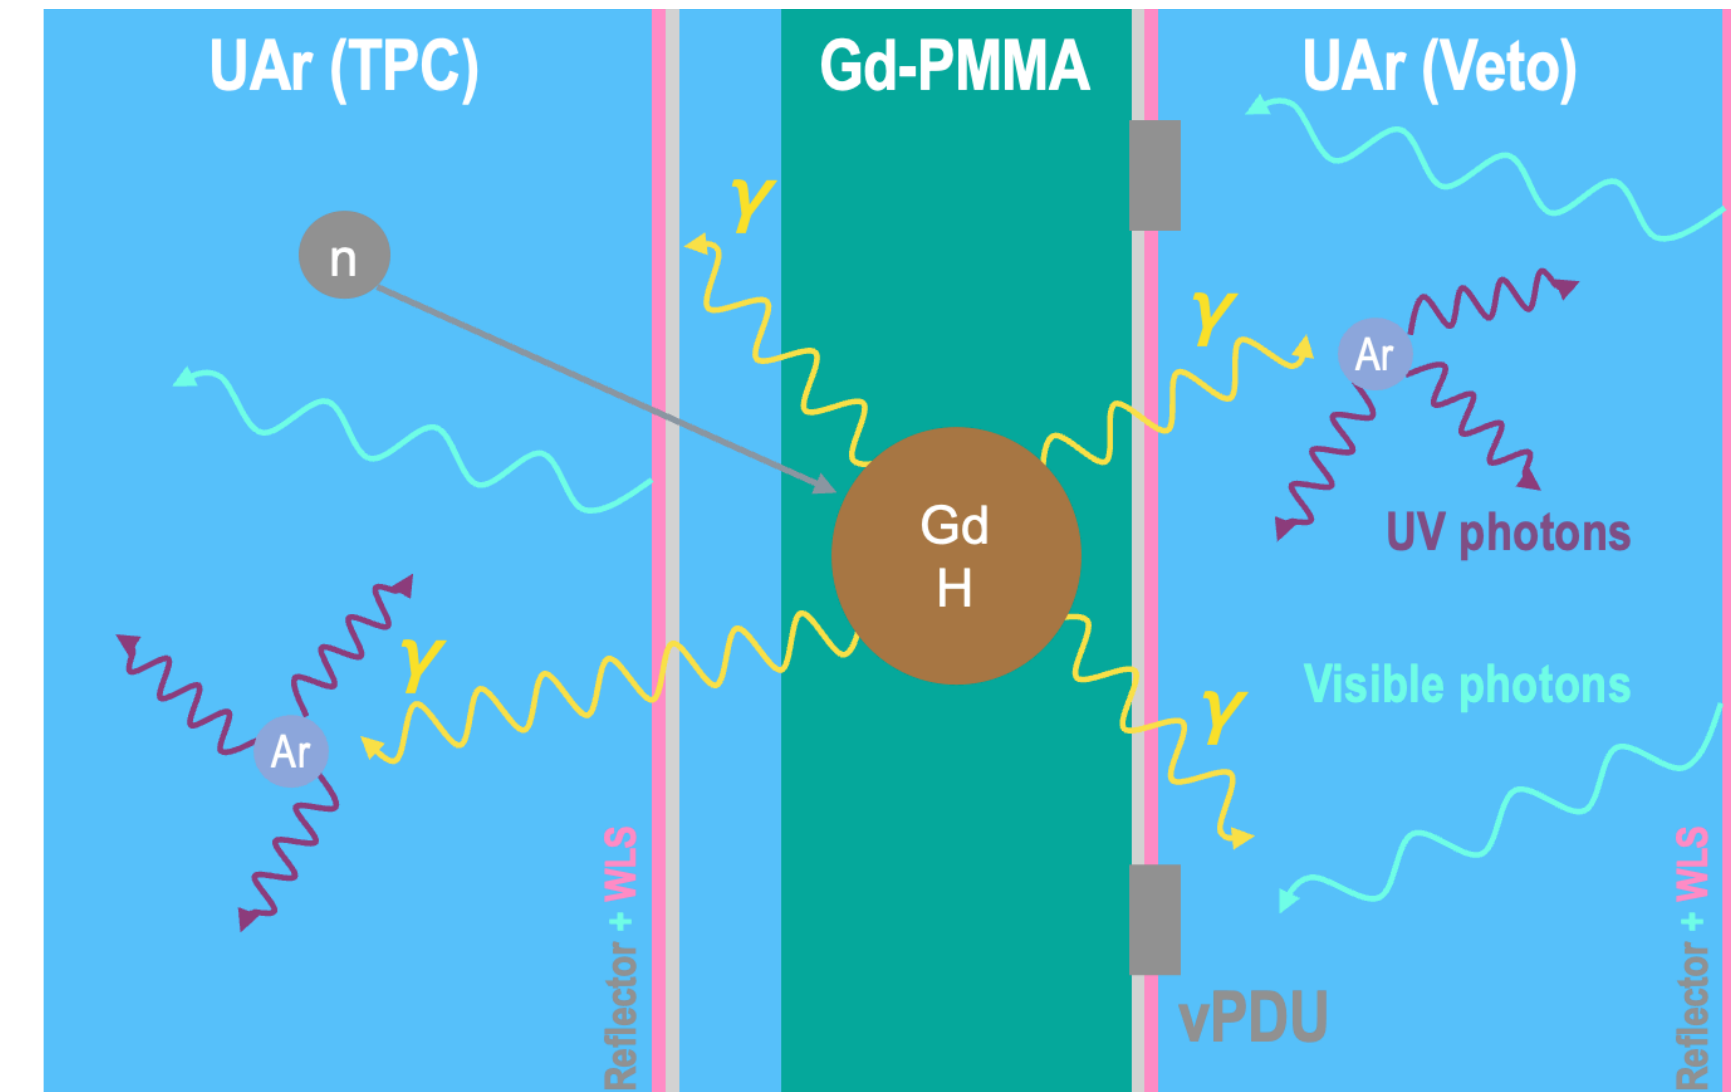 UAr (TPC)
Gd-PMMA
UAr (Veto)
γ
n
γ
Ar
Gd
H
UV photons
γ
Ar
γ
Visible photons
Reflector + WLS
Reflector + WLS
vPDU